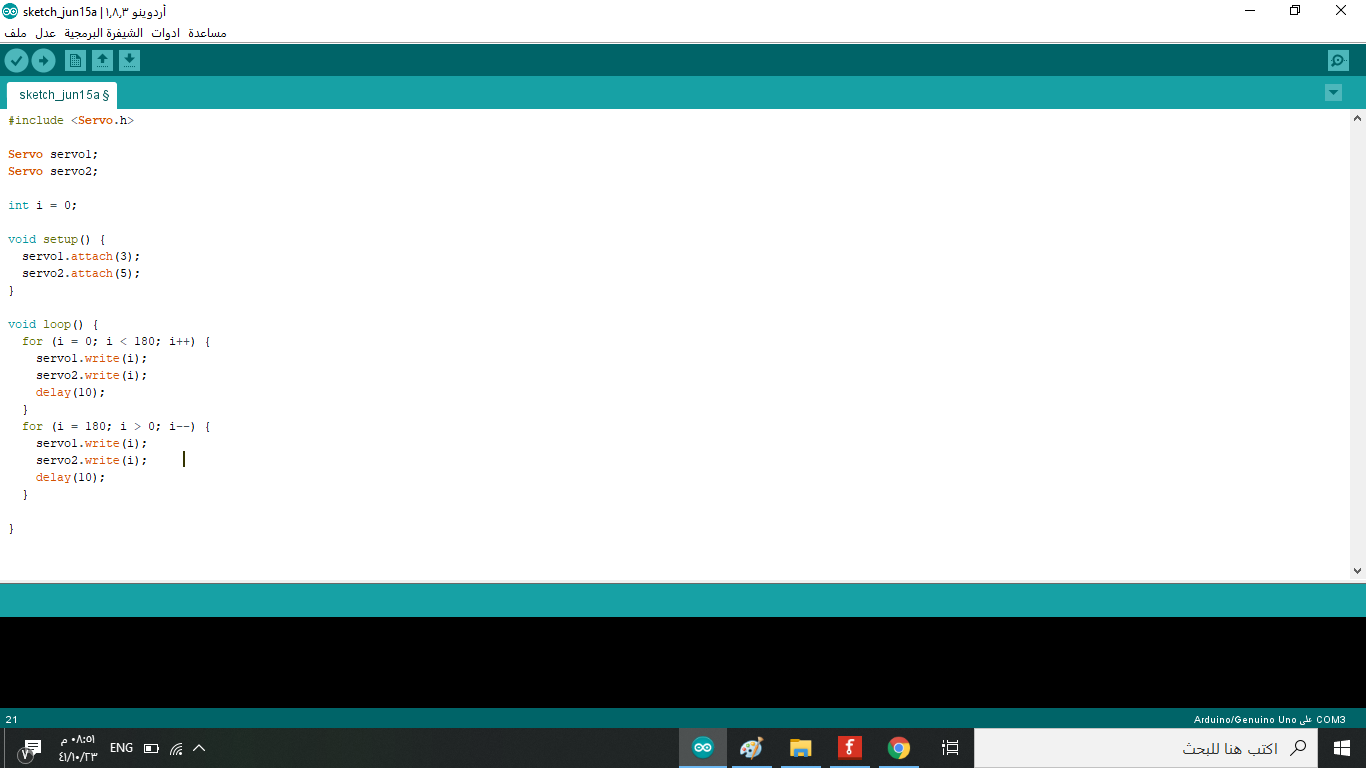 sketch_jun15a | أردوينو ١٫٨٫٣
ملف عدل الشيفرة البرمجية ادوات مساعدة
sketch_jun15a §
#include <Servo.h>
Servo servo1;
Servo servo2;
int i = 0;
void setup() {
servo1.attach(3);
servo2.attach(5);
}
void loop() {
for (i = 0; i < 180; i++) {
servo1.write(i);
servo2.write(i);
delay(10);
}
for (i = 180; i > 0; i--) {
servo1.write(i);
servo2.write(i);
delay(10);
}
}
21
Arduino/Genuino Uno على COM3
٠٨:٥١ م
٤١/١٠/٢٣
٧
ENG
اكتب هنا للبحث